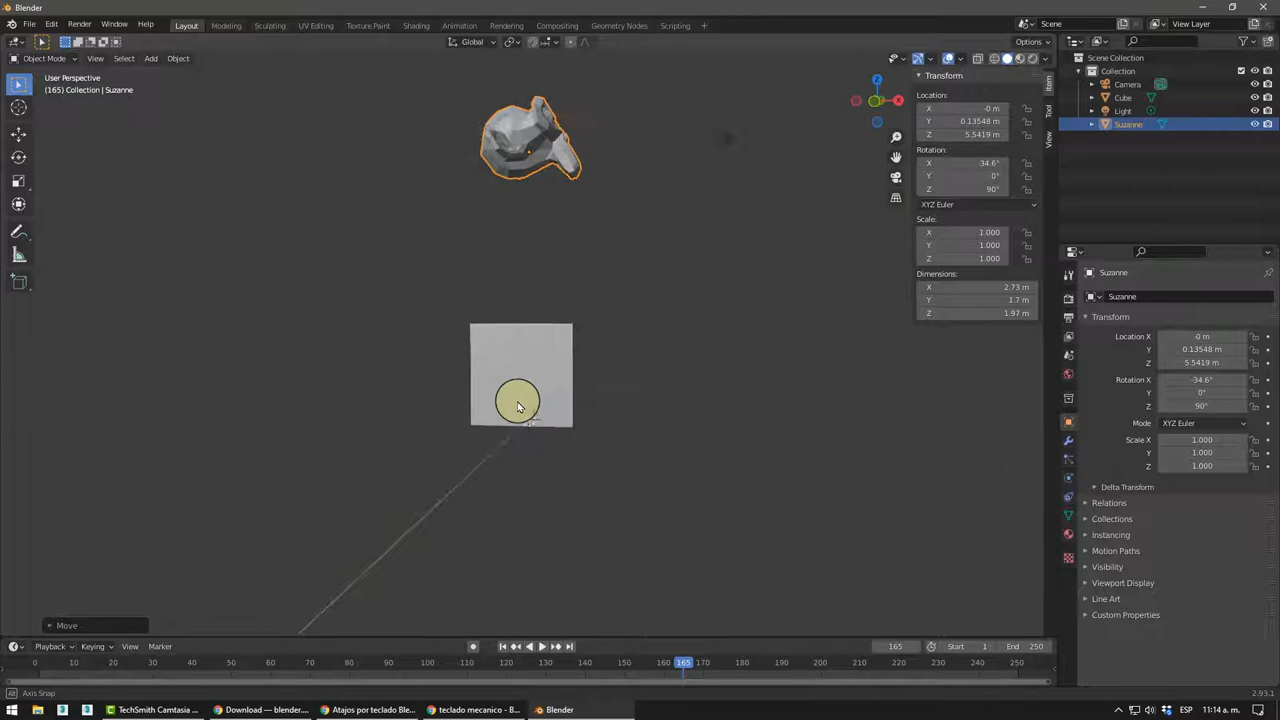 Blender
File Edit Render Window Help Layout Modeling Sculpting UV Editing Texture Paint Shading Animation Rendering Compositing Geometry Nodes Scripting + Scene View Layer
Global Options
Object Mode View Select Add Object
User Perspective
(165) Collection | Suzanne
Z
X
Transform
Location:
X -0 m
Y 0.13548 m
Z 5.5419 m
Rotation:
X -34.6°
Y 0°
Z 90°
XYZ Euler
Scale:
X 1.000
Y 1.000
Z 1.000
Dimensions:
X 2.73 m
Y 1.7 m
Z 1.97 m
Item
Tool
View
Scene Collection
Collection
Camera
Cube
Light
Suzanne
Suzanne
Suzanne
Transform
Location X -0 m
Y 0.13548 m
Z 5.5419 m
Rotation X -34.6°
Y 0°
Z 90°
Mode XYZ Euler
Scale X 1.000
Y 1.000
Z 1.000
Delta Transform
Relations
Collections
Instancing
Motion Paths
Visibility
Viewport Display
Line Art
Custom Properties
Move
Playback Keying View Marker 165 Start 1 End 250
0 10 20 30 40 50 60 70 80 90 100 110 120 130 140 150 160 165 170 180 190 200 210 220 230 240 250
Axis Snap 2.93.1
TechSmith Camtasia ... Download — blender.... Atajos por teclado Ble... teclado mecanico - B... Blender ESP 11:14 a. m.